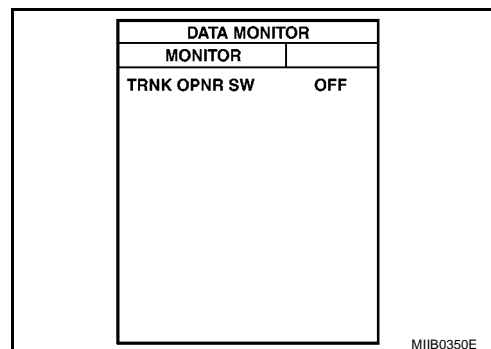 DATA MONITOR
MONITOR
TRNK OPNR SW OFF
MIIB0350E